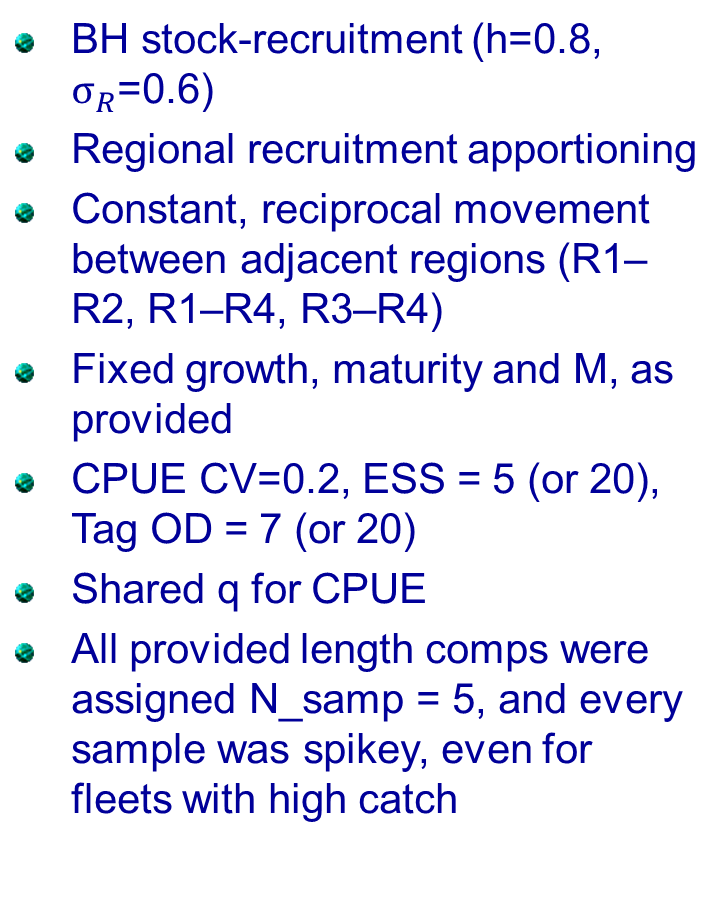 BH stock-recruitment (h=0.8,
σ_R=0.6)
Regional recruitment apportioning
Constant, reciprocal movement
between adjacent regions (R1–
R2, R1–R4, R3–R4)
Fixed growth, maturity and M, as
provided
CPUE CV=0.2, ESS = 5 (or 20),
Tag OD = 7 (or 20)
Shared q for CPUE
All provided length comps were
assigned N_samp = 5, and every
sample was spikey, even for
fleets with high catch